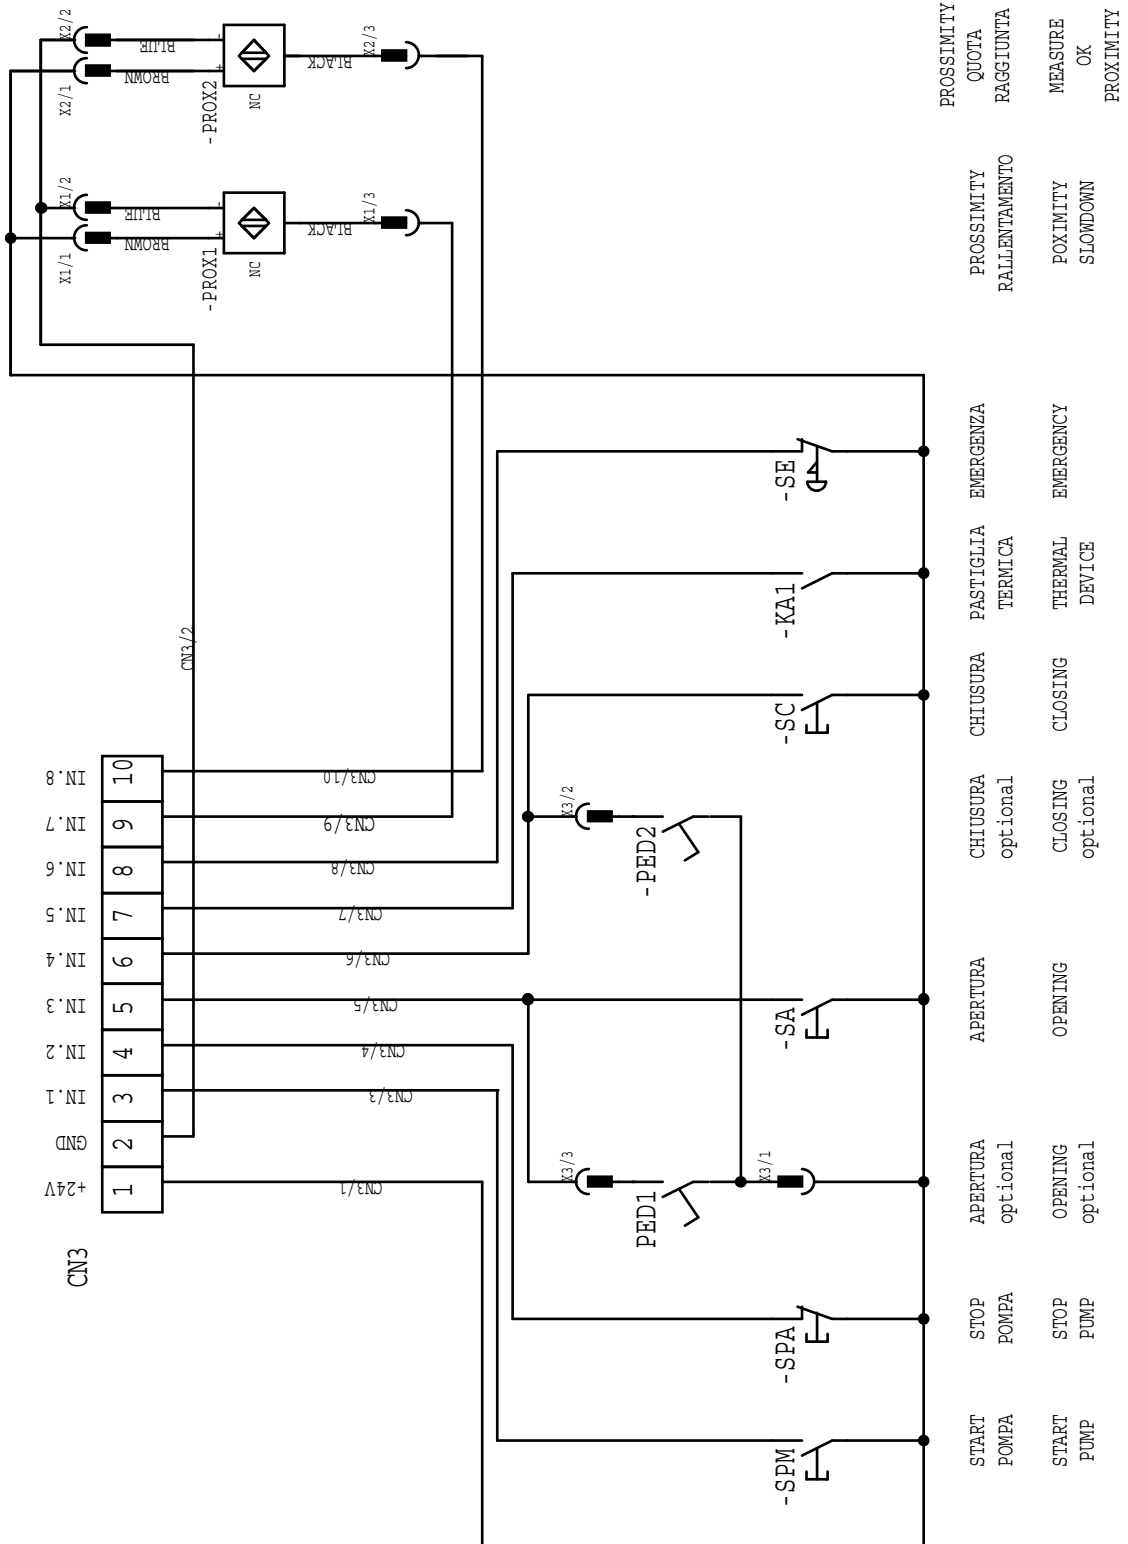 CN3
+24V
GND
IN.1
IN.2
IN.3
IN.4
IN.5
IN.6
IN.7
IN.8
1
2
3
4
5
6
7
8
9
10
CN3/1
CN3/2
CN3/3
CN3/4
CN3/5
CN3/6
CN3/7
CN3/8
CN3/9
CN3/10
X1/1
X1/2
X2/1
X2/2
BROWN
BLUE
BROWN
BLUE
+
-
+
-
-PROX1
-PROX2
NC
NC
BLACK
BLACK
X1/3
X2/3
X3/3
X3/2
PED1
-PED2
X3/1
-SPM
-SPA
-SA
-SC
-KA1
-SE
START
POMPA
START
PUMP
STOP
POMPA
STOP
PUMP
APERTURA
optional
OPENING
optional
APERTURA
OPENING
CHIUSURA
optional
CLOSING
optional
CHIUSURA
CLOSING
PASTIGLIA
TERMICA
THERMAL
DEVICE
EMERGENZA
EMERGENCY
PROSSIMITY
RALLENTAMENTO
POXIMITY
SLOWDOWN
PROSSIMITY
QUOTA
RAGGIUNTA
MEASURE
OK
PROXIMITY